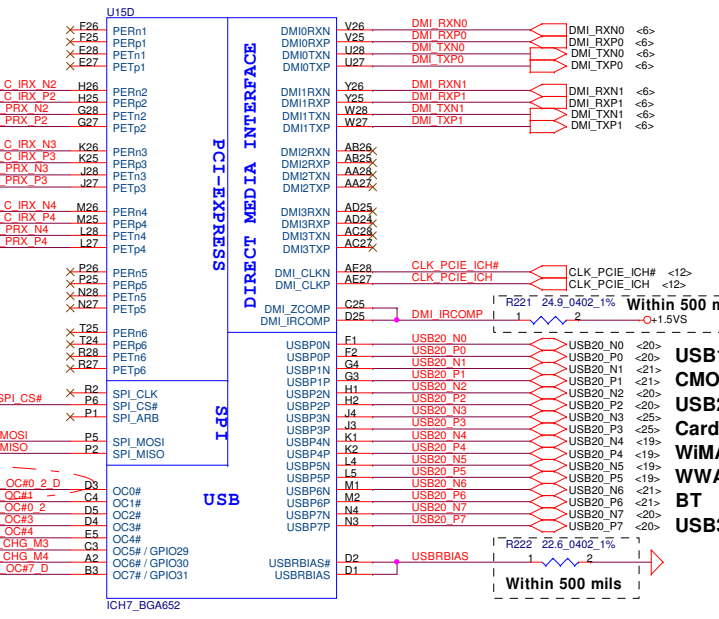 U15D
F26 PERn1 DMI0RXN V26 DMI_RXN0 DMI_RXN0 <6>
F25 PERp1 DMI0RXP V25 DMI_RXP0 DMI_RXP0 <6>
E28 PETn1 DMI0TXN U28 DMI_TXN0 DMI_TXN0 <6>
E27 PETp1 DMI0TXP U27 DMI_TXP0 DMI_TXP0 <6>
C_IRX_N2 H26 PERn2 DMI1RXN Y26 DMI_RXN1 DMI_RXN1 <6>
C_IRX_P2 H25 PERp2 DMI1RXP Y25 DMI_RXP1 DMI_RXP1 <6>
PRX_N2 G28 PETn2 DMI1TXN W28 DMI_TXN1 DMI_TXN1 <6>
PRX_P2 G27 PETp2 DMI1TXP W27 DMI_TXP1 DMI_TXP1 <6>
C_IRX_N3 K26 PERn3 DMI2RXN AB26
C_IRX_P3 K25 PERp3 DMI2RXP AB25
PRX_N3 J28 PETn3 DMI2TXN AA28
PRX_P3 J27 PETp3 DMI2TXP AA27
C_IRX_N4 M26 PERn4 DMI3RXN AD25
C_IRX_P4 M25 PERp4 DMI3RXP AD24
PRX_N4 L28 PETn4 DMI3TXN AC28
PRX_P4 L27 PETp4 DMI3TXP AC27
PCI-EXPRESS
DIRECT MEDIA INTERFACE
P26 PERn5 DMI_CLKN AE28 CLK_PCIE_ICH# CLK_PCIE_ICH# <12>
P25 PERp5 DMI_CLKP AE27 CLK_PCIE_ICH CLK_PCIE_ICH <12>
N28 PETn5
N27 PETp5 DMI_ZCOMP C25 R221 24.9_0402_1% Within 500
DMI_IRCOMP D25 DMI_IRCOMP 1 2 +1.5VS
T25 PERn6
T24 PERp6 USBP0N F1 USB20_N0 USB20_N0 <20>
R28 PETn6 USBP0P F2 USB20_P0 USB20_P0 <20>
R27 PETp6 USBP1N G4 USB20_N1 USB20_N1 <21>
USBP1P G3 USB20_P1 USB20_P1 <21>
R2 SPI_CLK USBP2N H1 USB20_N2 USB20_N2 <20>
SPI_CS# P6 SPI_CS# USBP2P H2 USB20_P2 USB20_P2 <20>
P1 SPI_ARB USBP3N J4 USB20_N3 USB20_N3 <25>
USBP3P J3 USB20_P3 USB20_P3 <25>
MOSI P5 SPI_MOSI USBP4N K1 USB20_N4 USB20_N4 <19>
MISO P2 SPI_MISO USBP4P K2 USB20_P4 USB20_P4 <19>
SPI
USBP5N L4 USB20_N5 USB20_N5 <19>
USBP5P L5 USB20_P5 USB20_P5 <19>
OC#0_2_D D3 OC0# USBP6N M1 USB20_N6 USB20_N6 <21>
OC#1 C4 OC1# USBP6P M2 USB20_P6 USB20_P6 <21>
OC#0_2 D5 OC2# USBP7N N4 USB20_N7 USB20_N7 <20>
OC#3 D4 OC3# USBP7P N3 USB20_P7 USB20_P7 <20>
OC#4 E5 OC4#
CHG_M3 C3 OC5# / GPIO29
CHG_M4 A2 OC6# / GPIO30 USBRBIAS# D2 USBRBIAS R222 22.6_0402_1%
OC#7_D B3 OC7# / GPIO31 USBRBIAS D1 1 2
USB
USB
CMO
USB2
Card
WiMA
WWA
BT
USB3
Within 500 mils
ICH7_BGA652